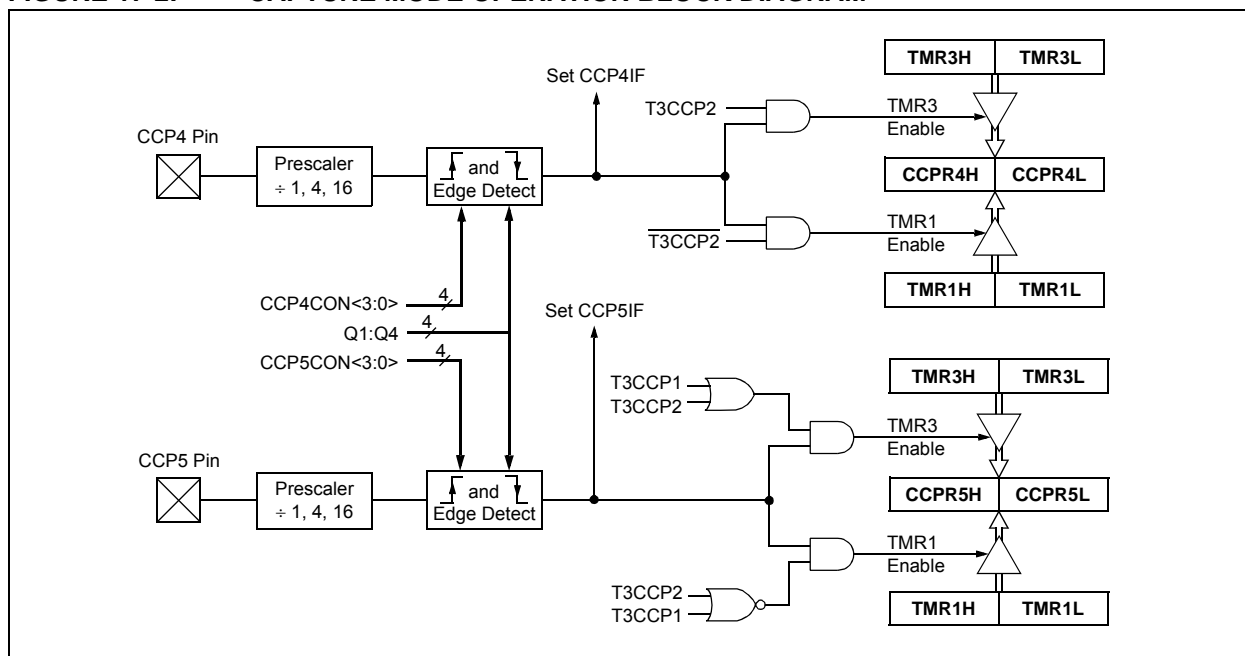 CCP4 Pin
Prescaler
÷ 1, 4, 16
and
Edge Detect
Set CCP4IF
T3CCP2
T3CCP2
TMR3
Enable
TMR1
Enable
TMR3H TMR3L
CCPR4H CCPR4L
TMR1H TMR1L
CCP4CON<3:0>
4
Q1:Q4
4
CCP5CON<3:0>
4
CCP5 Pin
Prescaler
÷ 1, 4, 16
and
Edge Detect
Set CCP5IF
T3CCP1
T3CCP2
T3CCP2
T3CCP1
TMR3
Enable
TMR1
Enable
TMR3H TMR3L
CCPR5H CCPR5L
TMR1H TMR1L